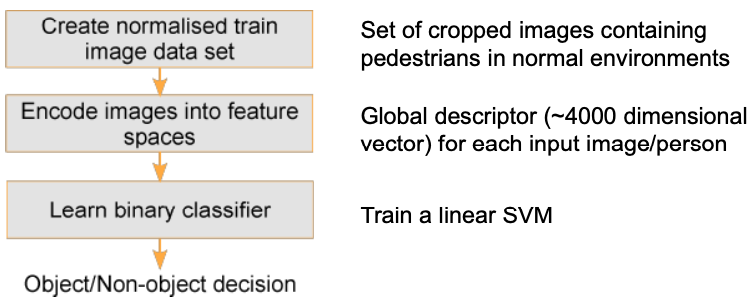 Create normalised train
image data set
Set of cropped images containing
pedestrians in normal environments
Encode images into feature
spaces
Global descriptor (~4000 dimensional
vector) for each input image/person
Learn binary classifier
Train a linear SVM
Object/Non-object decision